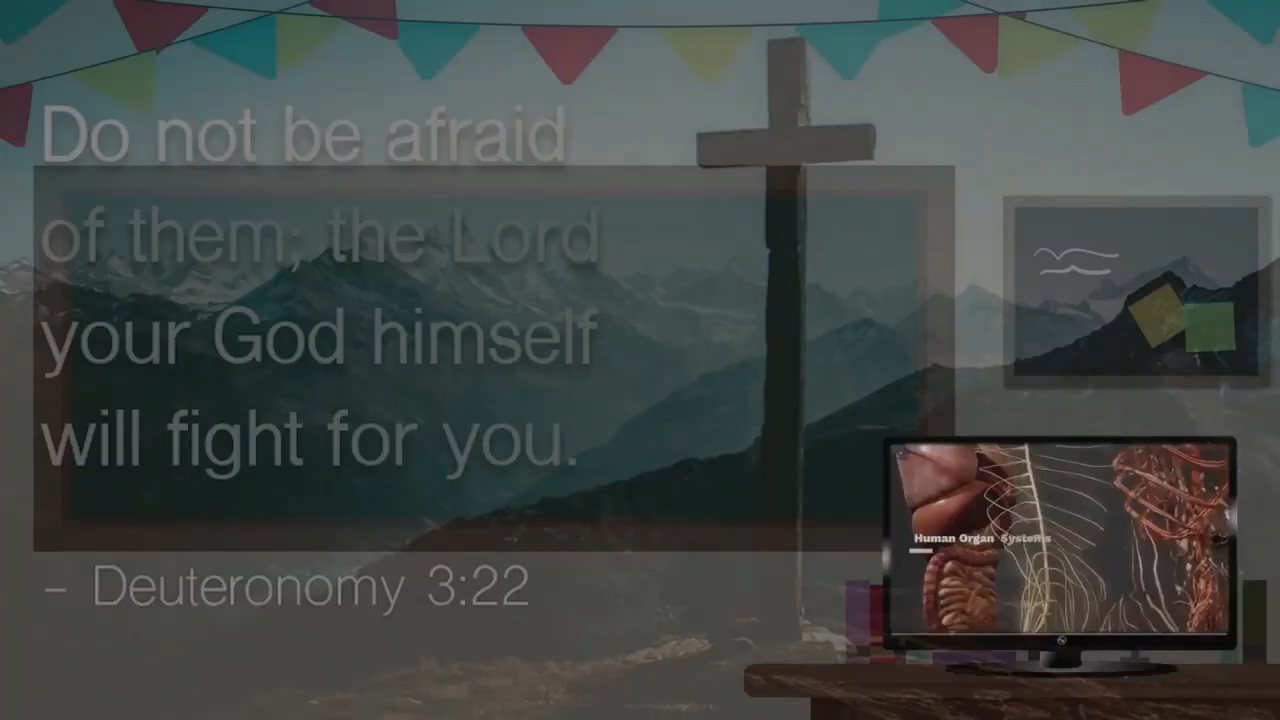 Do not be afraid
of them; the Lord
your God himself
will fight for you.
– Deuteronomy 3:22
Human Organ Systems